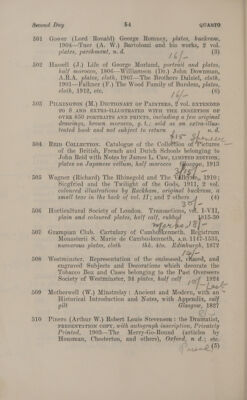 Second Day 54 QUARTO
501 Gower (Lord Ronald) George Romney, plates, buckram,
1904—Tuer (A. W.) Bartolozzi and his works, 2 vol.
plates, parchment, n. d. (3)
16/-
502 Hassell (J.) Life of George Morland, portrait and plates,
half morocco, 1904—Williamson (Dr.) John Downman,
A.R.A. plates, cloth, 1907—The Brothers Dalziel, cloth,
1901—Falkner (F.) The Wood Family of Burslem, plates,
cloth, 1912, etc. (6)
16/-
503 PILKINGTON (M.) DICTIONARY OF PAINTERS, 2 VOL. EXTENDED
TO 5 AND EXTRA-ILLUSTRATED WITH THE INSERTION OF
OVER 850 PORTRAITS AND PRINTS, including a few original
drawings, brown morocco, g. t.; sold as an extra-illus-
trated book and not subject to return n. d.
504 REID COLLECTION. Catalogue of the Collection of Pictures
of the British, French and Dutch Schools belonging to
John Reid with Notes by James L. Caw, LIMITED EDITION,
plates on Japanese vellum, half morocco Glasgow, 1913
505 Wagner (Richard) The Rhinegold and The Valkyrie, 1910;
Siegfried and the Twilight of the Gods, 1911, 2 vol.
coloured illustrations by Rackham, original buckram, a
small tear in the back of vol. II; and 2 others (4)
506 Horticultural Society of London. Transactions, vol. I-VII,
plain and coloured plates, half calf, rubbed 1815-30
507 Grampian Club. Cartulary of Cambuskenneth. Registrum
Monasterii S. Marie de Cambuskenneth, A.D. 1147-1535,
numerous plates, cloth ibid. 4to. Edinburgh, 1872
508 Westminster. Representation of the embossed, chased, and
engraved Subjects and Decorations which decorate the
Tobacco Box and Cases belonging to the Past Overseers
Society of Westminster, 34 plates, half calf 1824
509 Motherwell (W.) Minstrelsy: Ancient and Modern, with an
Historical Introduction and Notes, with Appendix, calf
gilt Glasgow, 1827
510 Pinero (Arthur W.) Robert Louis Stevenson: the Dramatist,
PRESENTATION COPY, with autograph inscription, Privately
Printed, 1903—The Merry-Go-Round (articles by
Housman, Chesterton, and others), Oxford, n. d.; etc.
(5)